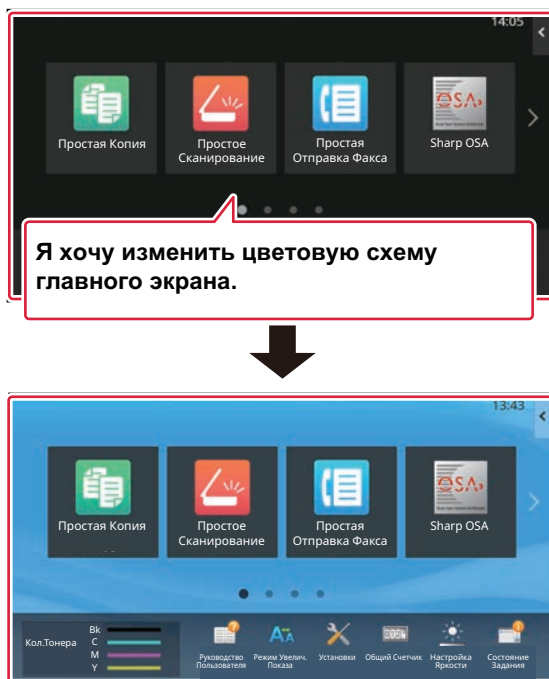 14:05
Простая Копия
Простое
Сканирование
Простая
Отправка Факса
OSA
Sharp OSA
Я хочу изменить цветовую схему
главного экрана.
13:43
Простая Копия
Простое
Сканирование
Простая
Отправка Факса
OSA
Sharp OSA
Кол.Тонера
Bk
C
M
Y
Руководство
Пользователя
Режим Увелич.
Показа
Установки
Общий Счетчик
Настройка
Яркости
Состояние
Задания